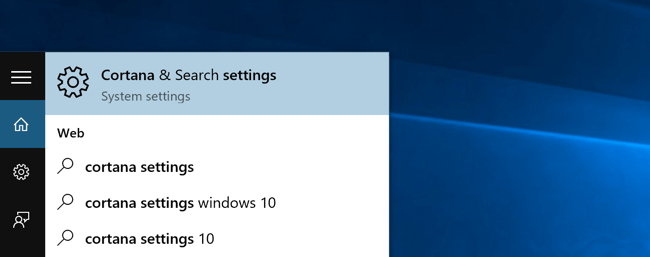 Cortana & Search settings
System settings
Web
cortana settings
cortana settings windows 10
cortana settings 10